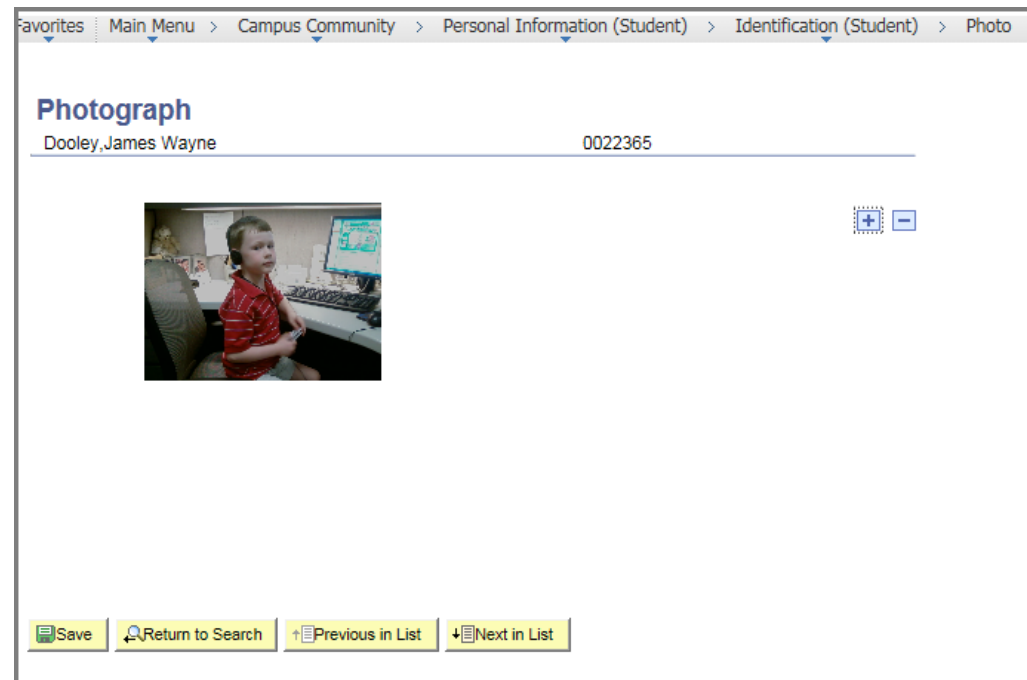 Favorites Main Menu > Campus Community > Personal Information (Student) > Identification (Student) > Photo
Photograph
Dooley,James Wayne 0022365
Save Return to Search Previous in List Next in List